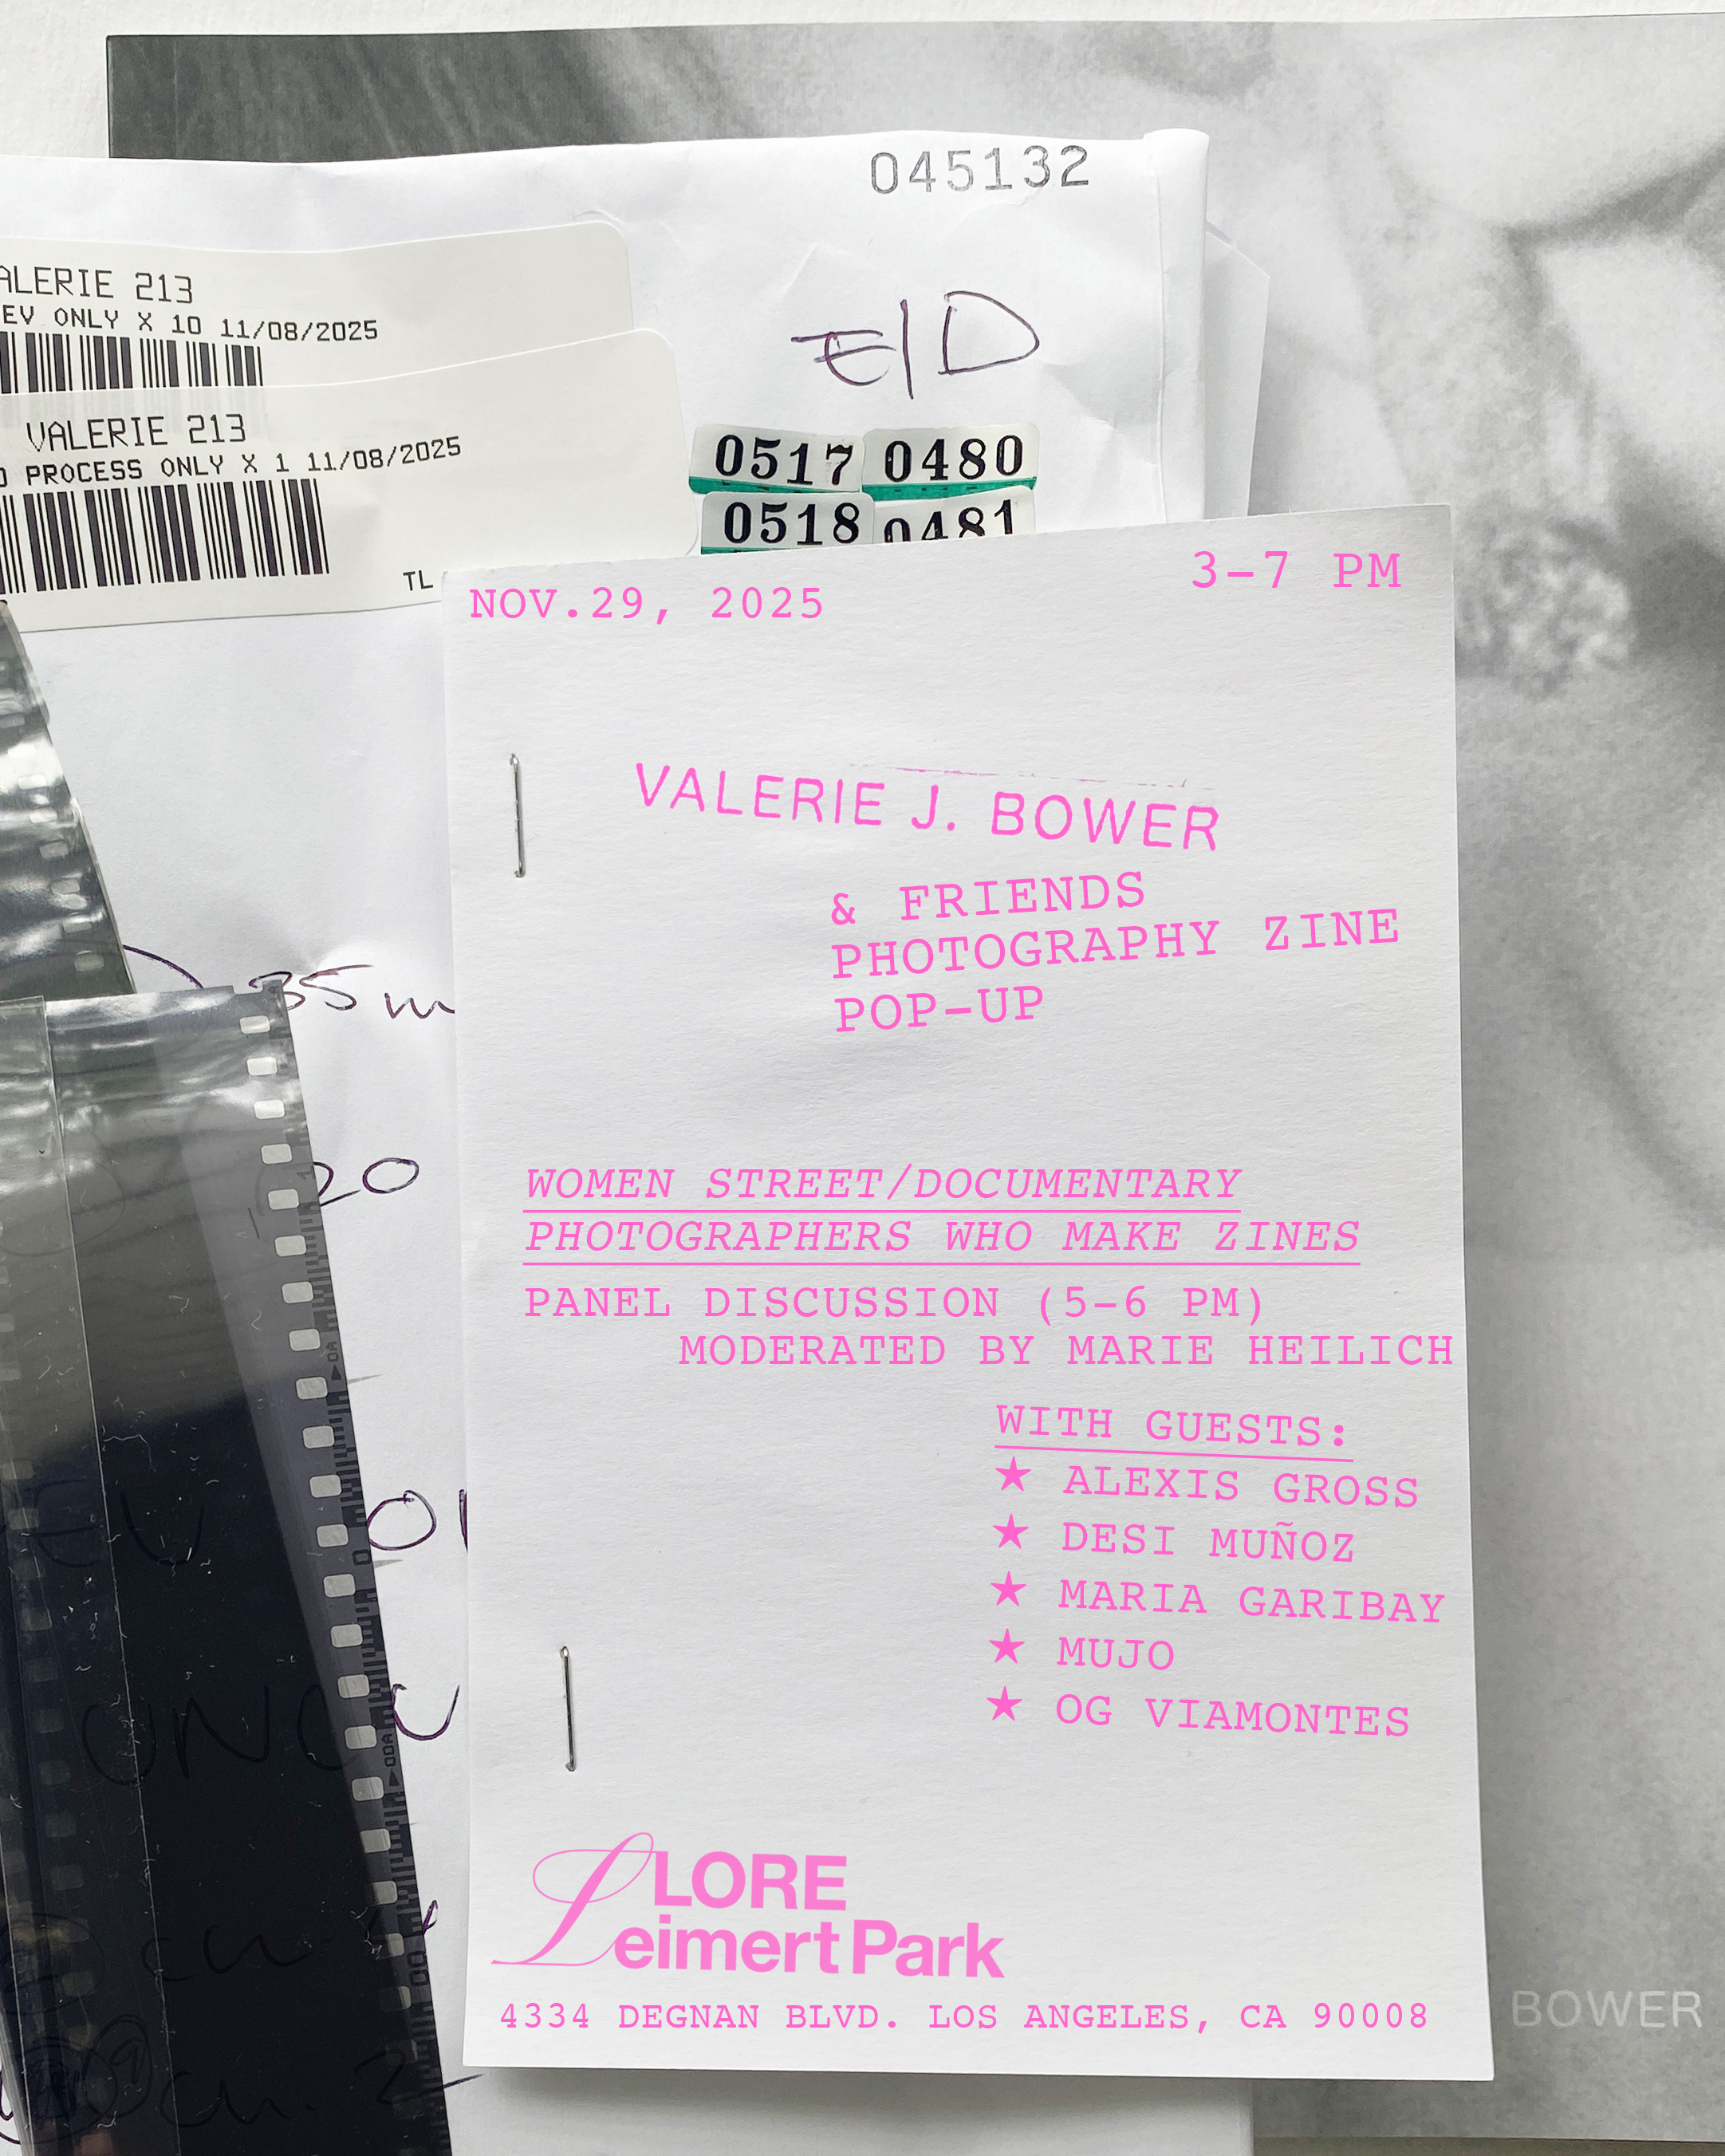 045132
ALERIE 213
EV ONLY X 10 11/08/2025
VALERIE 213
PROCESS ONLY X 1 11/08/2025
TL
E/D
0517 0480
0518 0481
NOV.29, 2025
3-7 PM
VALERIE J. BOWER
& FRIENDS
PHOTOGRAPHY ZINE
POP-UP
35m
120
WOMEN STREET/DOCUMENTARY
PHOTOGRAPHERS WHO MAKE ZINES
PANEL DISCUSSION (5-6 PM)
MODERATED BY MARIE HEILICH
WITH GUESTS:
★ ALEXIS GROSS
★ DESI MUÑOZ
★ MARIA GARIBAY
★ MUJO
★ OG VIAMONTES
LORE
Leimert Park
4334 DEGNAN BLVD. LOS ANGELES, CA 90008
BOWER